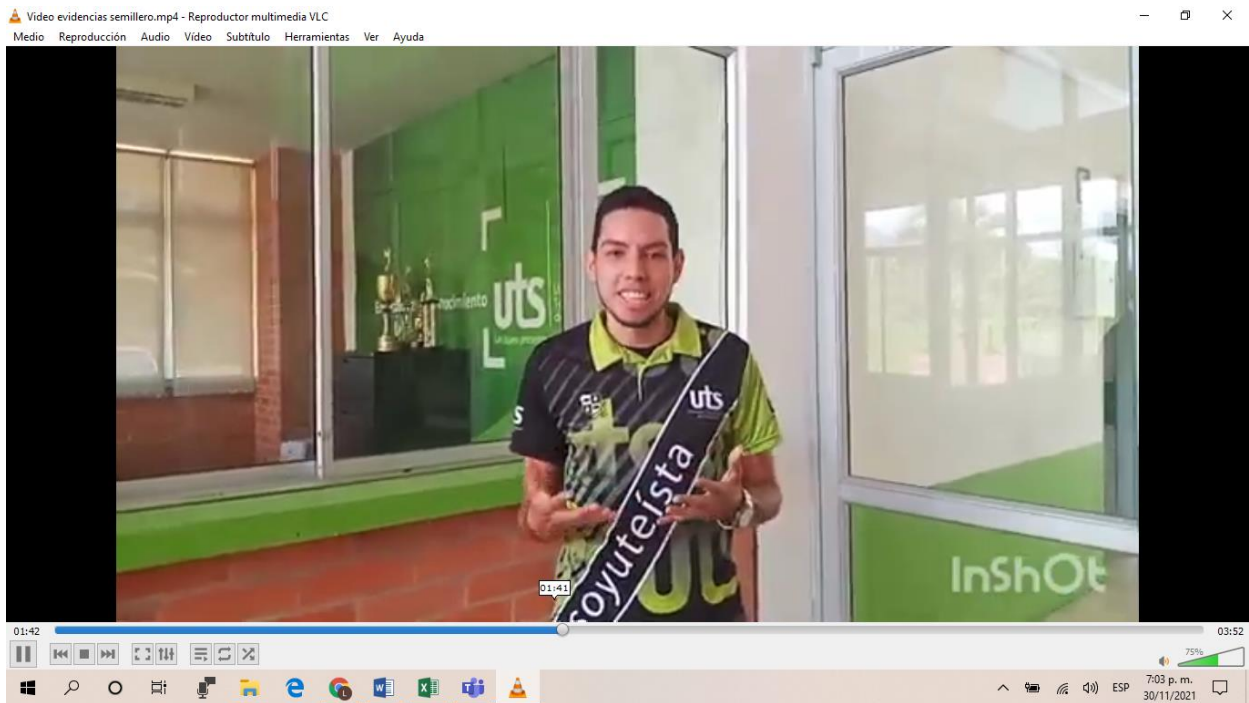 Video evidencias semillero.mp4 - Reproductor multimedia VLC
Medio Reproducción Audio Vídeo Subtítulo Herramientas Ver Ayuda
uts
uts
soyuteísta
InShOt
01:41
01:42
03:52
75%
ESP
7:03 p. m.
30/11/2021